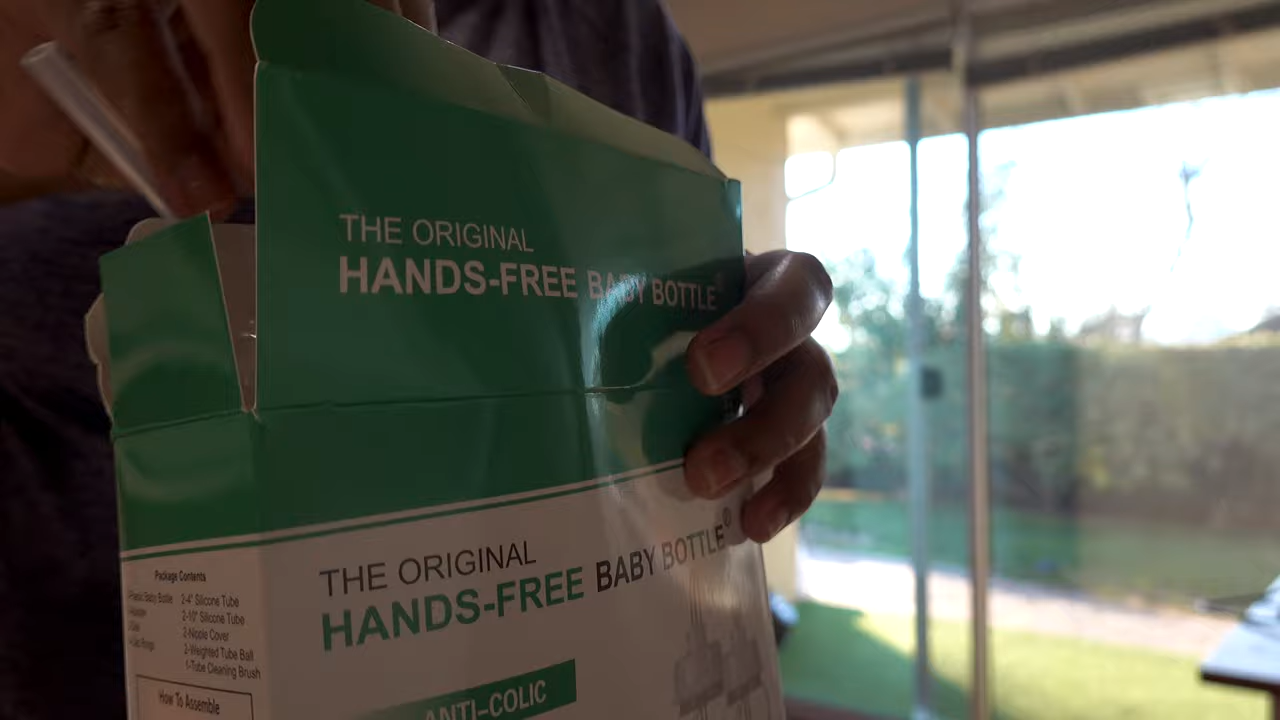 THE ORIGINAL
HANDS-FREE BABY BOTTLE®
THE ORIGINAL
HANDS-FREE BABY BOTTLE®
ANTI-COLIC
Package Contents
Baby Bottle 2-4" Silicone Tube
2-10" Silicone Tube
2-Nipple Cover
2-Weighted Tube Ball
1-Tube Cleaning Brush
How To Assemble